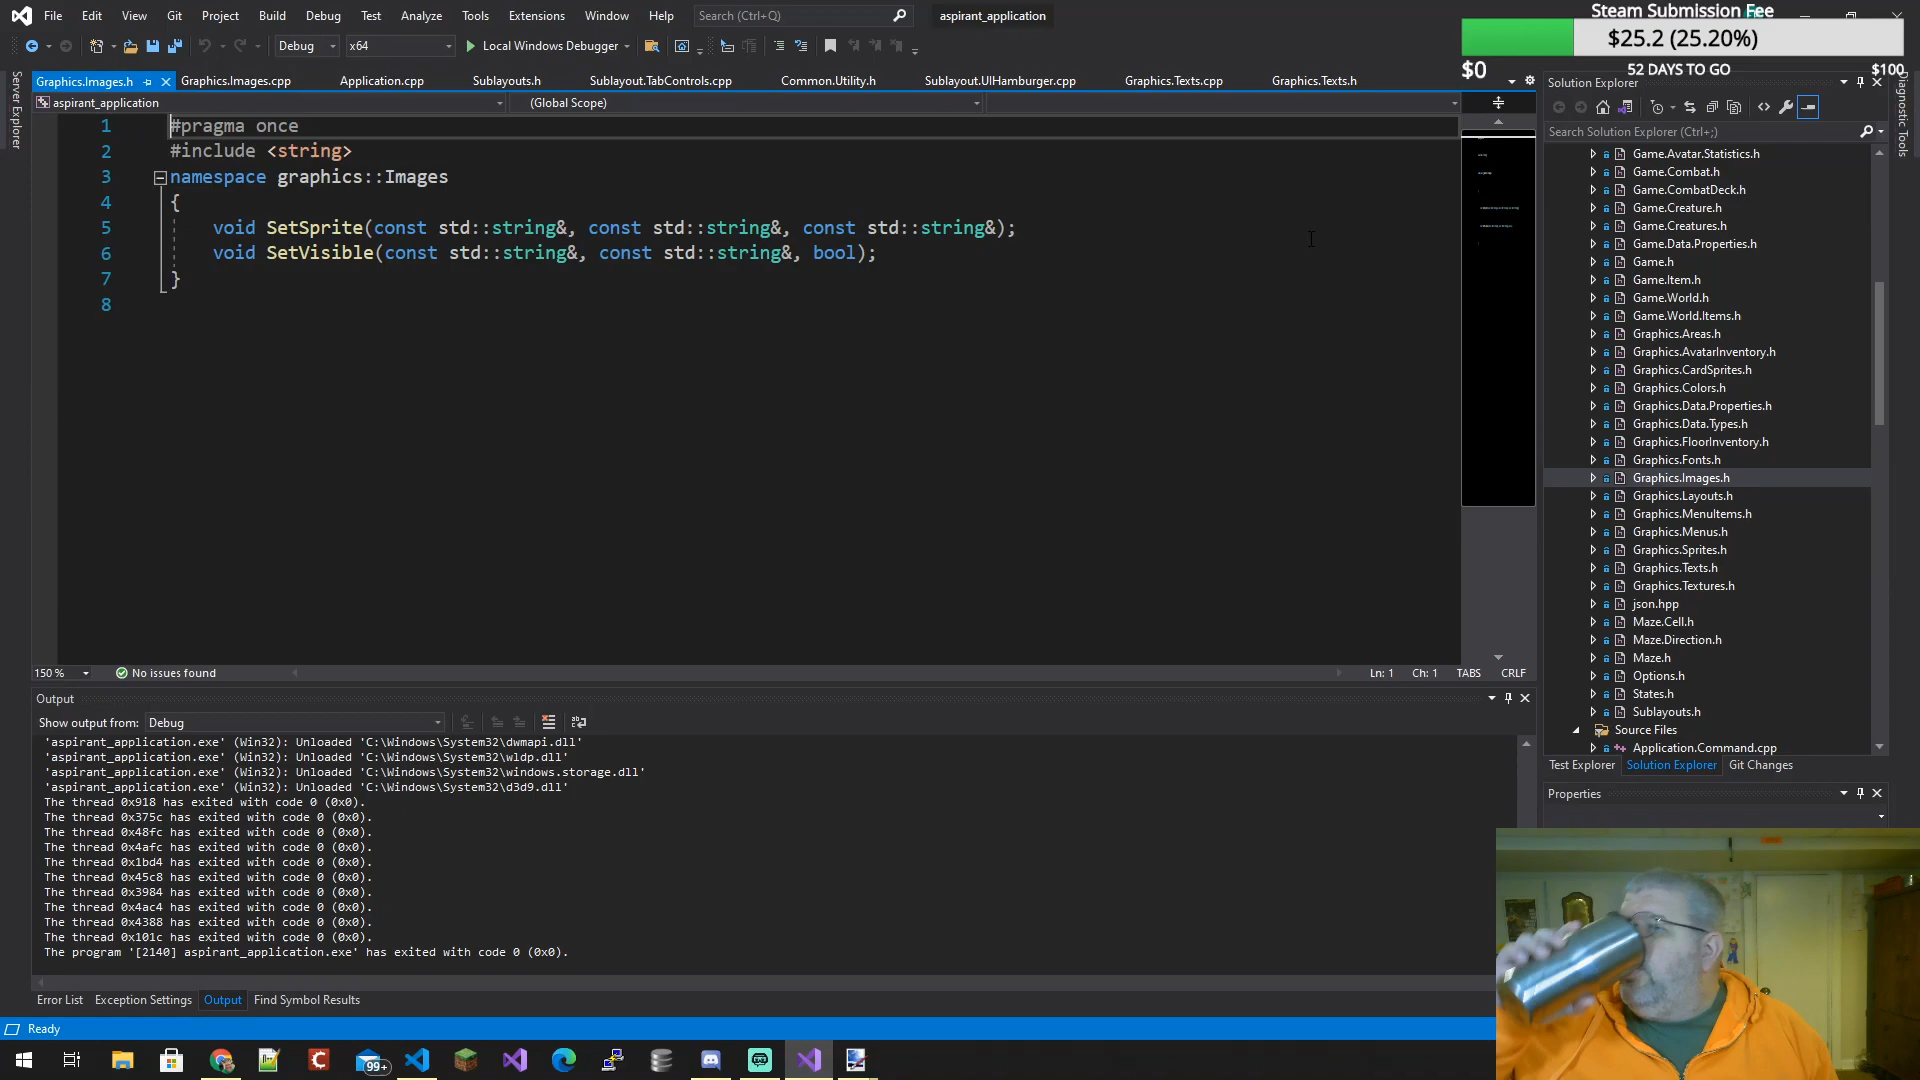 File Edit View Git Project Build Debug Test Analyze Tools Extensions Window Help Search (Ctrl+Q) aspirant_application
Steam Submission Fee
$25.2 (25.20%)
$0 52 DAYS TO GO $100
Debug x64 Local Windows Debugger
Graphics.Images.h Graphics.Images.cpp Application.cpp Sublayouts.h Sublayout.TabControls.cpp Common.Utility.h Sublayout.UIHamburger.cpp Graphics.Texts.cpp Graphics.Texts.h
aspirant_application (Global Scope)
Server Explorer
1 #pragma once
2 #include <string>
3 namespace graphics::Images
4 {
5 void SetSprite(const std::string&, const std::string&, const std::string&);
6 void SetVisible(const std::string&, const std::string&, bool);
7 }
8
150 % No issues found Ln: 1 Ch: 1 TABS CRLF
Output
Show output from: Debug
'aspirant_application.exe' (Win32): Unloaded 'C:\Windows\System32\dwmapi.dll'
'aspirant_application.exe' (Win32): Unloaded 'C:\Windows\System32\wldp.dll'
'aspirant_application.exe' (Win32): Unloaded 'C:\Windows\System32\windows.storage.dll'
'aspirant_application.exe' (Win32): Unloaded 'C:\Windows\System32\d3d9.dll'
The thread 0x918 has exited with code 0 (0x0).
The thread 0x375c has exited with code 0 (0x0).
The thread 0x48fc has exited with code 0 (0x0).
The thread 0x4afc has exited with code 0 (0x0).
The thread 0x1bd4 has exited with code 0 (0x0).
The thread 0x45c8 has exited with code 0 (0x0).
The thread 0x3984 has exited with code 0 (0x0).
The thread 0x4ac4 has exited with code 0 (0x0).
The thread 0x4388 has exited with code 0 (0x0).
The thread 0x101c has exited with code 0 (0x0).
The program '[2140] aspirant_application.exe' has exited with code 0 (0x0).
Error List Exception Settings Output Find Symbol Results
Ready
99+
Solution Explorer
Search Solution Explorer (Ctrl+;)
Game.Avatar.Statistics.h
Game.Combat.h
Game.CombatDeck.h
Game.Creature.h
Game.Creatures.h
Game.Data.Properties.h
Game.h
Game.Item.h
Game.World.h
Game.World.Items.h
Graphics.Areas.h
Graphics.AvatarInventory.h
Graphics.CardSprites.h
Graphics.Colors.h
Graphics.Data.Properties.h
Graphics.Data.Types.h
Graphics.FloorInventory.h
Graphics.Fonts.h
Graphics.Images.h
Graphics.Layouts.h
Graphics.MenuItems.h
Graphics.Menus.h
Graphics.Sprites.h
Graphics.Texts.h
Graphics.Textures.h
json.hpp
Maze.Cell.h
Maze.Direction.h
Maze.h
Options.h
States.h
Sublayouts.h
Source Files
Application.Command.cpp
Test Explorer Solution Explorer Git Changes
Properties
Diagnostic Tools